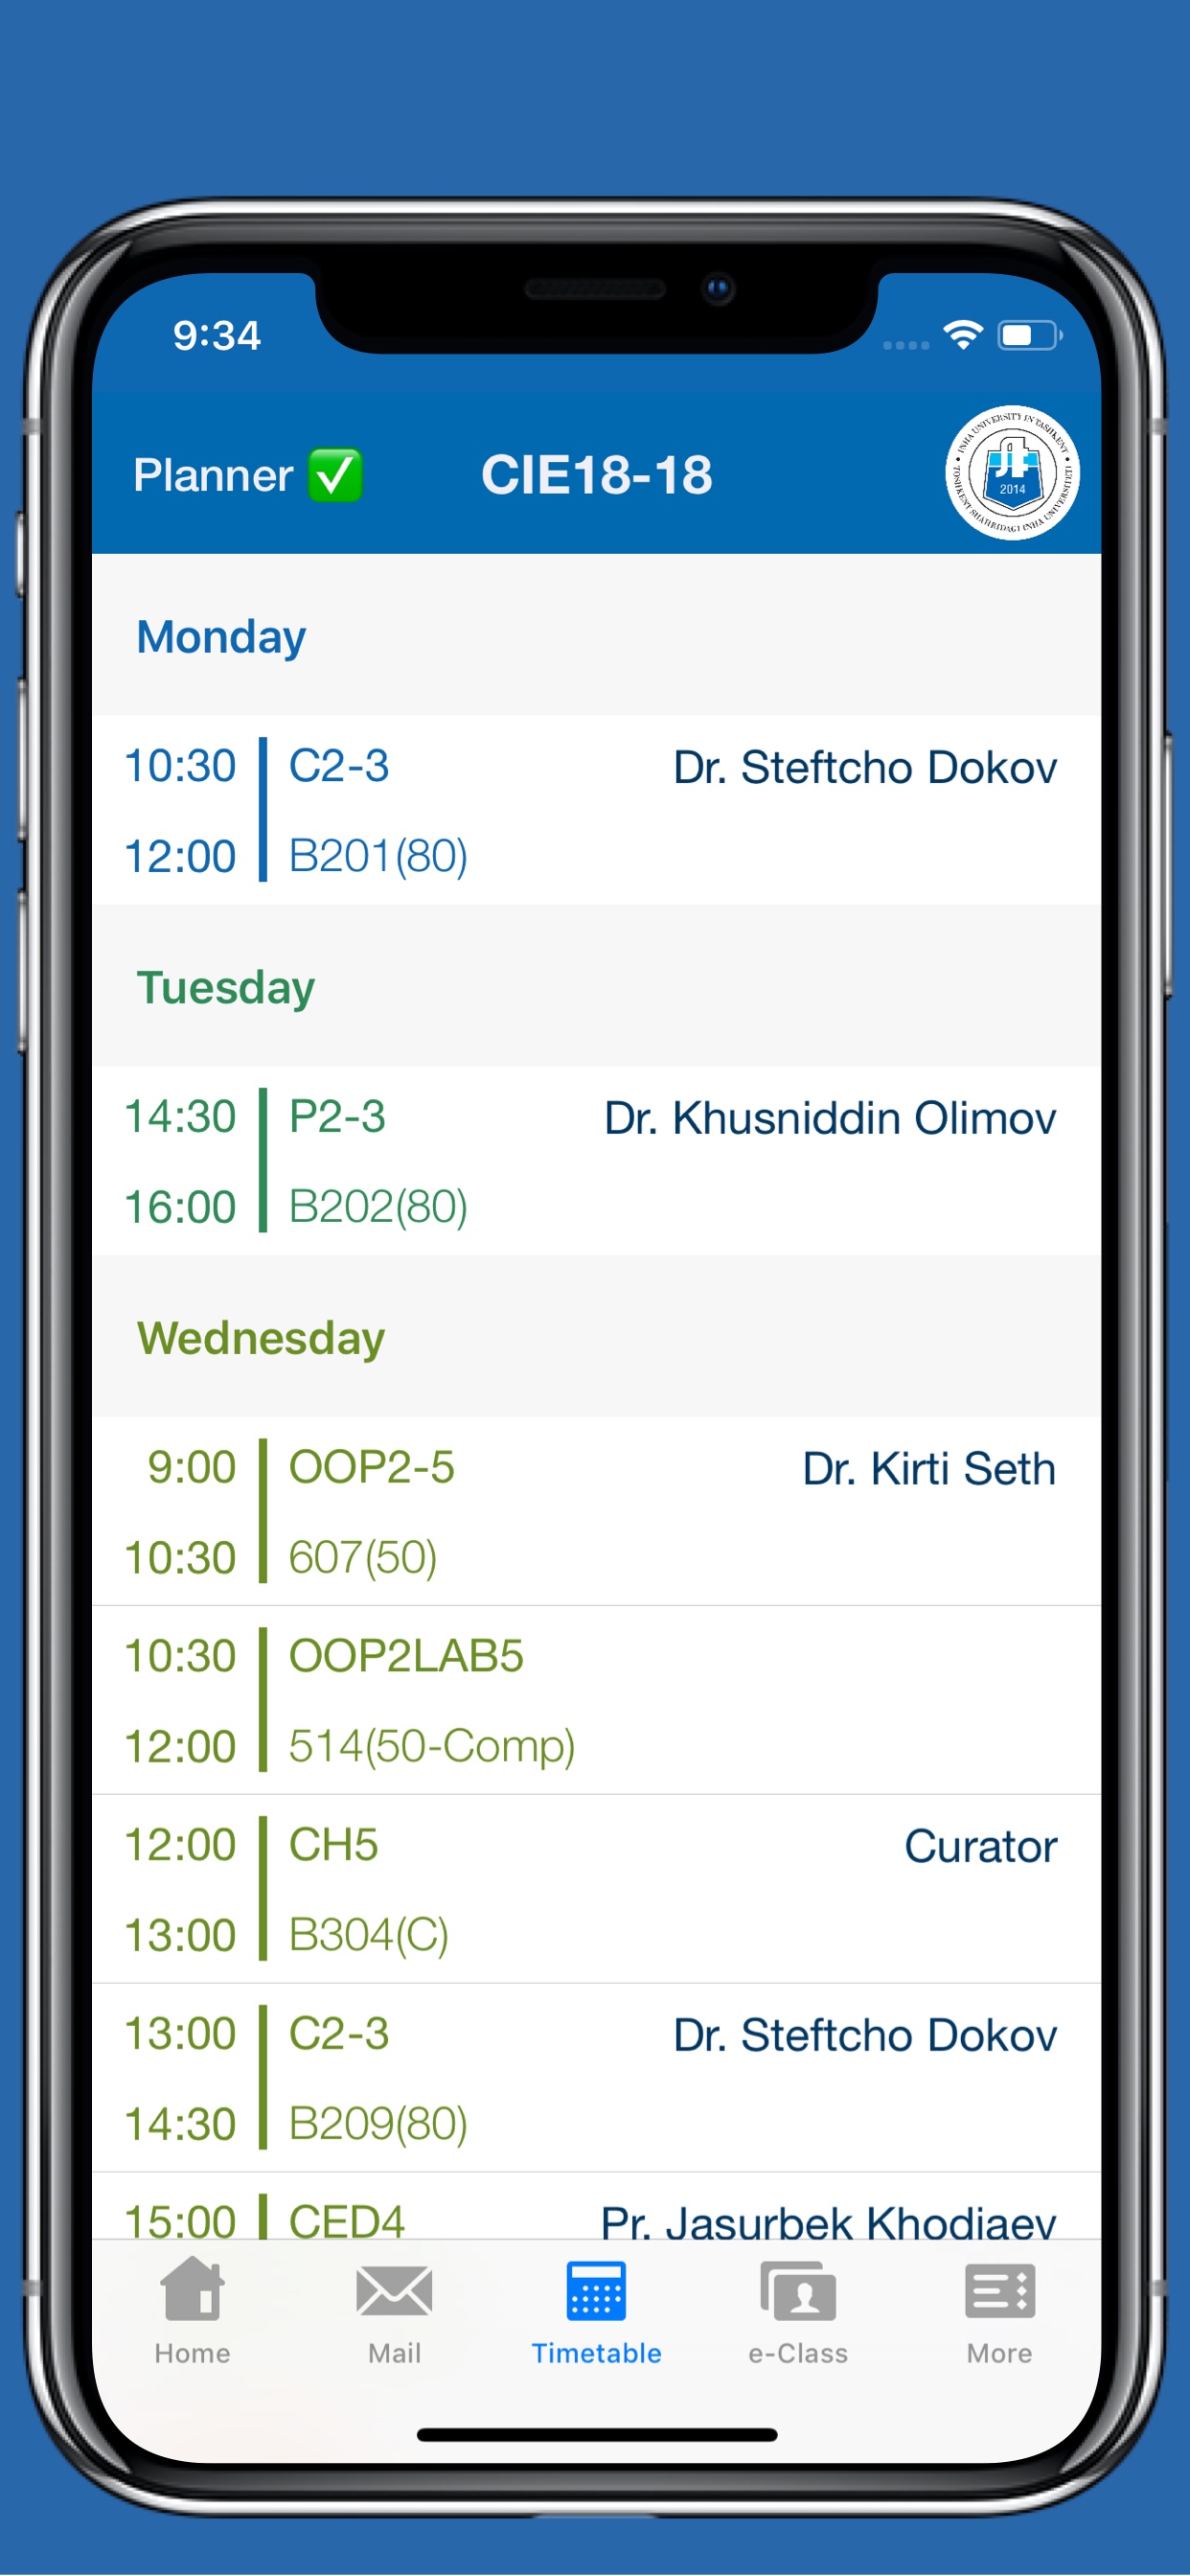 9:34
Planner ✅ CIE18-18
INHA UNIVERSITY IN TASHKENT
TOSHKENT SHAHRIDAGI INHA UNIVERSITETI
2014
Monday
10:30 C2-3 Dr. Steftcho Dokov
12:00 B201(80)
Tuesday
14:30 P2-3 Dr. Khusniddin Olimov
16:00 B202(80)
Wednesday
9:00 OOP2-5 Dr. Kirti Seth
10:30 607(50)
10:30 OOP2LAB5
12:00 514(50-Comp)
12:00 CH5 Curator
13:00 B304(C)
13:00 C2-3 Dr. Steftcho Dokov
14:30 B209(80)
15:00 CED4 Pr. Jasurbek Khodjaev
Home Mail Timetable e-Class More